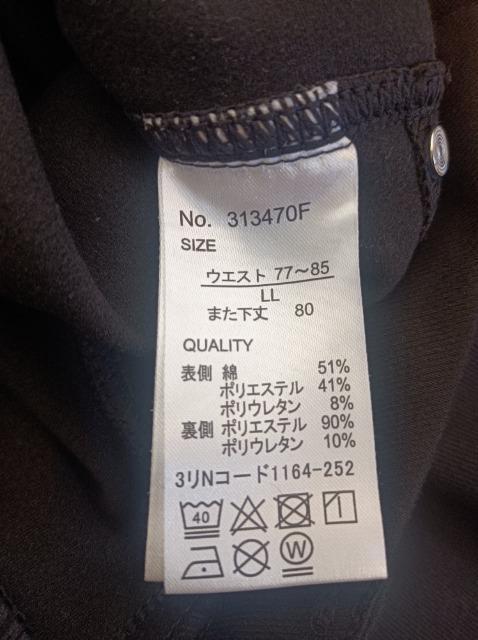 No. 313470F
SIZE
ウエスト 77～85
LL
また下丈 80
QUALITY
表側 綿 51%
ポリエステル 41%
ポリウレタン 8%
裏側 ポリエステル 90%
ポリウレタン 10%
3リNコード1164-252
40
W